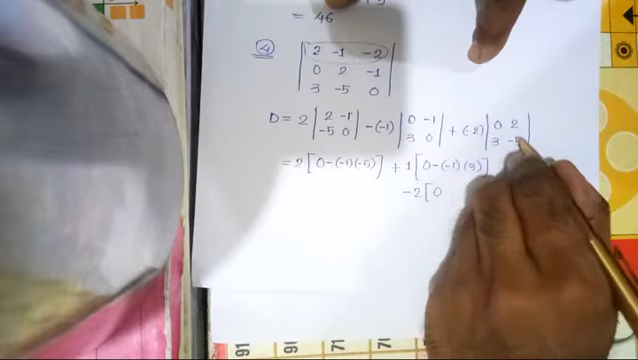 = 46
④ | 2 -1 -2 |
| 0 2 -1 |
| 3 -5 0 |
D = 2 | 2 -1 | -(-1) | 0 -1 | + (-2) | 0 2 |
| -5 0 | | 3 0 | | 3 -5
= 2 [0-(-1)(-5)] + 1 [0-(-1)(3)]
-2 [0